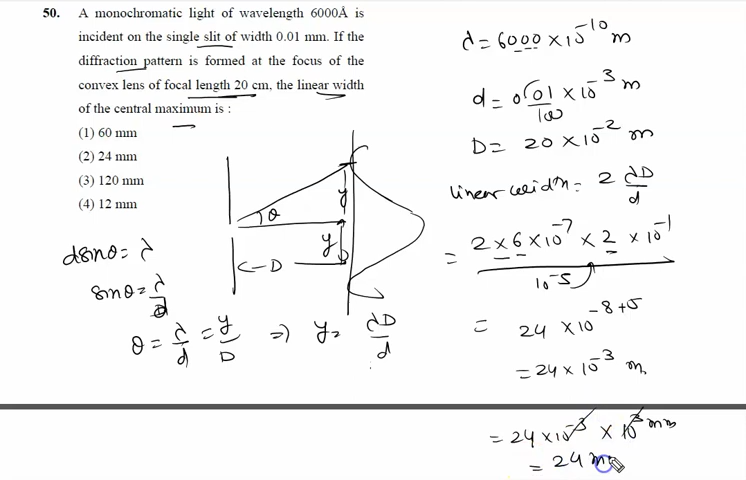 50. A monochromatic light of wavelength 6000Å is
incident on the single slit of width 0.01 mm. If the
diffraction pattern is formed at the focus of the
convex lens of focal length 20 cm, the linear width
of the central maximum is :
(1) 60 mm
(2) 24 mm
(3) 120 mm
(4) 12 mm
θ
y
y
← D
dsinθ = λ
sinθ = λ/d
θ = λ/d = y/D ⇒ y = λD/d
λ = 6000 × 10⁻¹⁰ m
d = 0.01/100 × 10⁻³ m
D = 20 × 10⁻² m
linear width = 2 λD/d
= 2 × 6 × 10⁻⁷ × 2 × 10⁻¹
10⁻⁵
= 24 × 10⁻⁸⁺⁵
= 24 × 10⁻³ m
= 24 × 10⁻³ × 10³ mm
= 24 mm